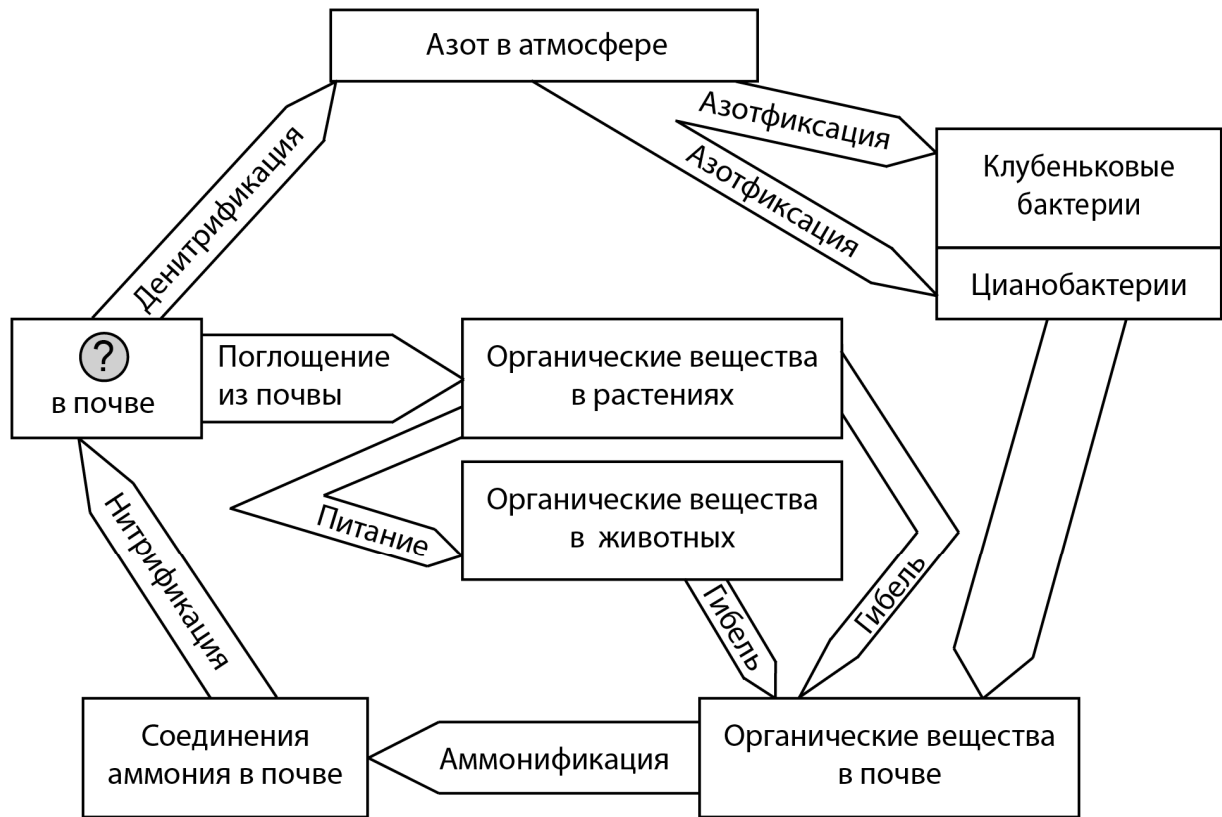 Азот в атмосфере
Азотфиксация
Азотфиксация
Клубеньковые
бактерии
Цианобактерии
Денитрификация
?
в почве
Поглощение
из почвы
Органические вещества
в растениях
Питание
Органические вещества
в животных
Гибель
Гибель
Нитрификация
Соединения
аммония в почве
Аммонификация
Органические вещества
в почве